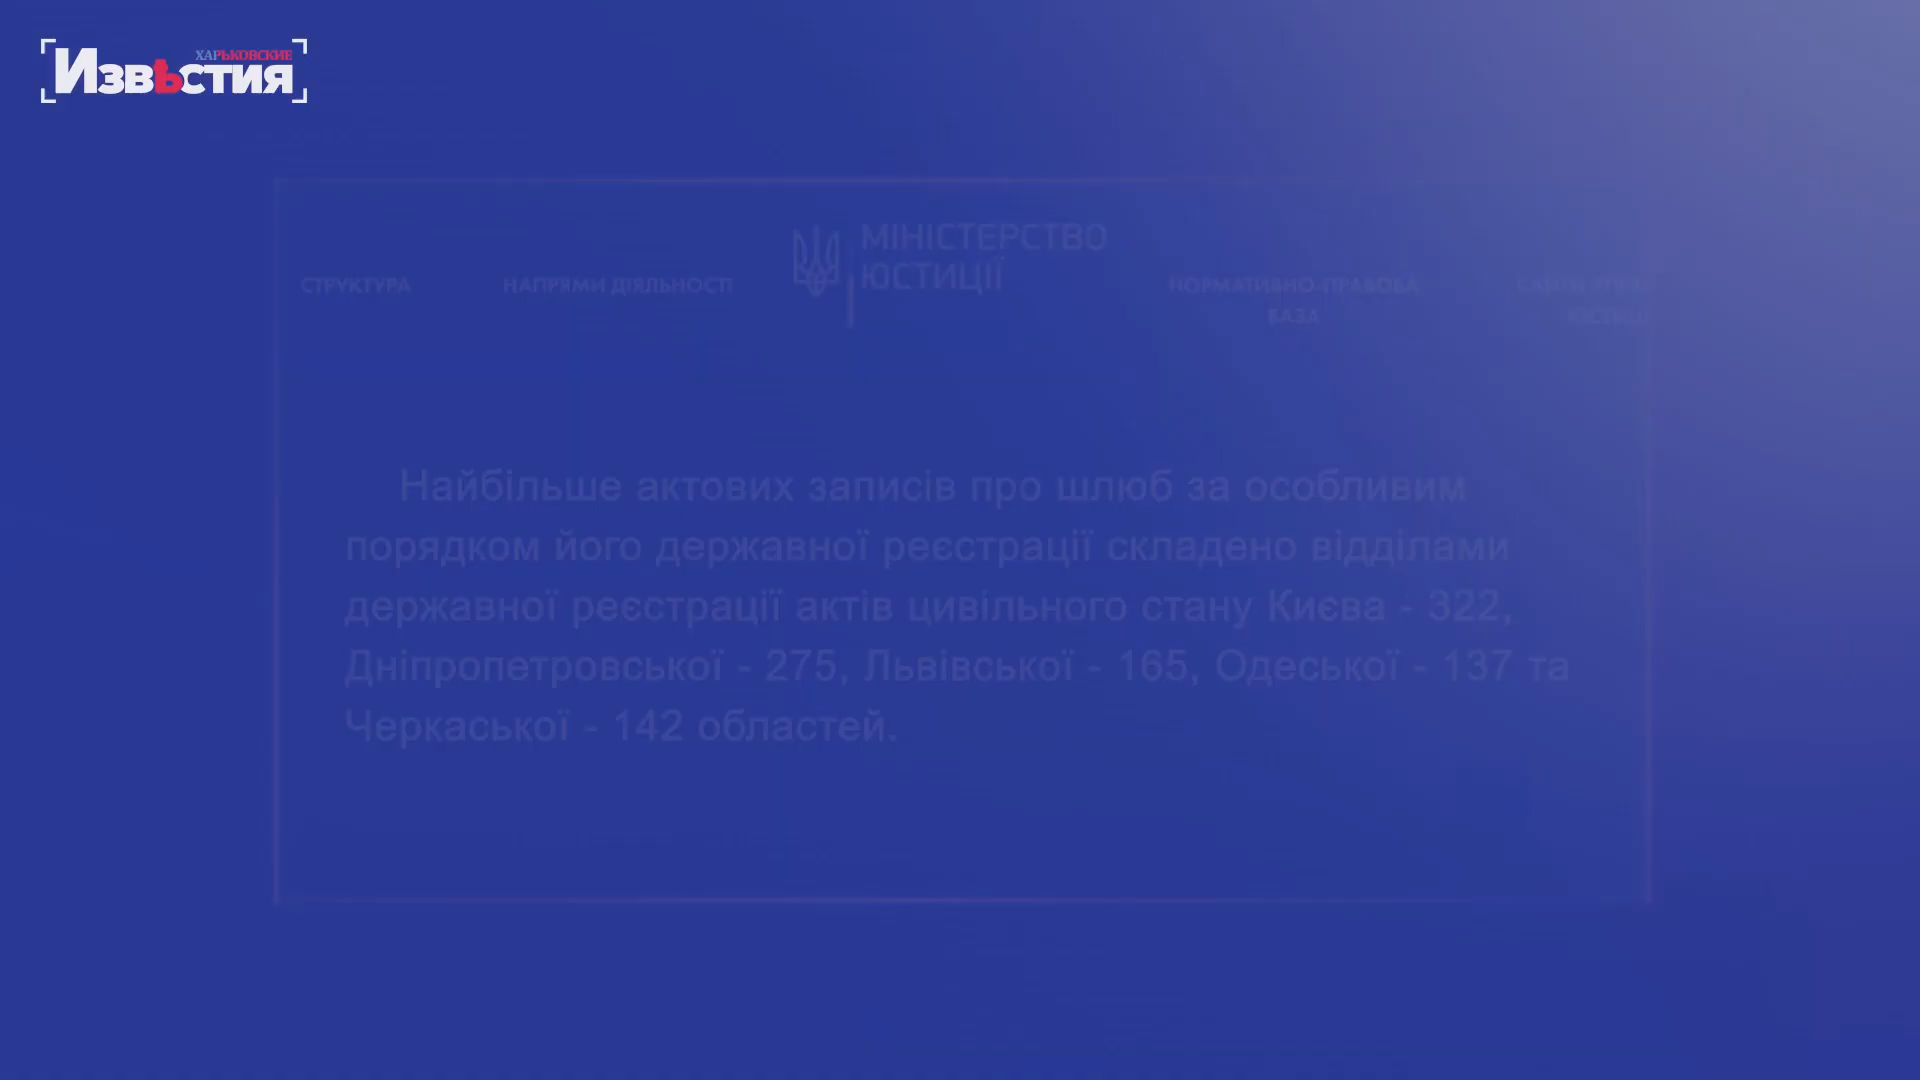 ХАРЬКОВСКИЕ
ИзвѢстия
МІНІСТЕРСТВО
ЮСТИЦІЇ
СТРУКТУРА
НАПРЯМИ ДІЯЛЬНОСТІ
НОРМАТИВНО-ПРАВОВА
БАЗА
Найбільше актових записів про шлюб за особливим
порядком його державної реєстрації складено відділами
державної реєстрації актів цивільного стану Києва - 322,
Дніпропетровської - 275, Львівської - 165, Одеської - 137 та
Черкаської - 142 областей.